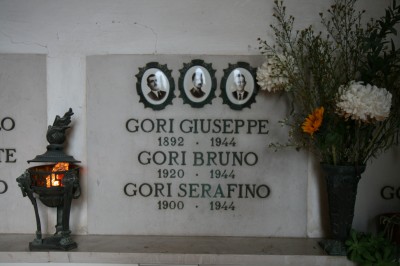 GORI GIUSEPPE
1892 · 1944
GORI BRUNO
1920 · 1944
GORI SERAFINO
1900 · 1944